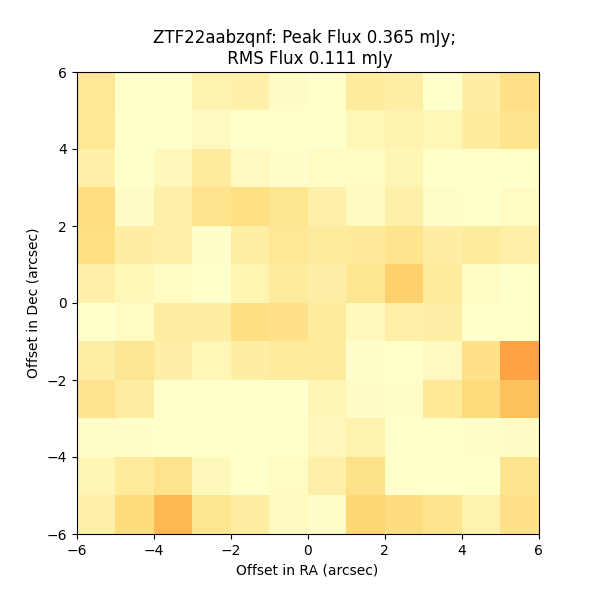 ZTF22aabzqnf: Peak Flux 0.365 mJy;
RMS Flux 0.111 mJy
6
4
2
0
−2
−4
−6
Offset in Dec (arcsec)
−6 −4 −2 0 2 4 6
Offset in RA (arcsec)